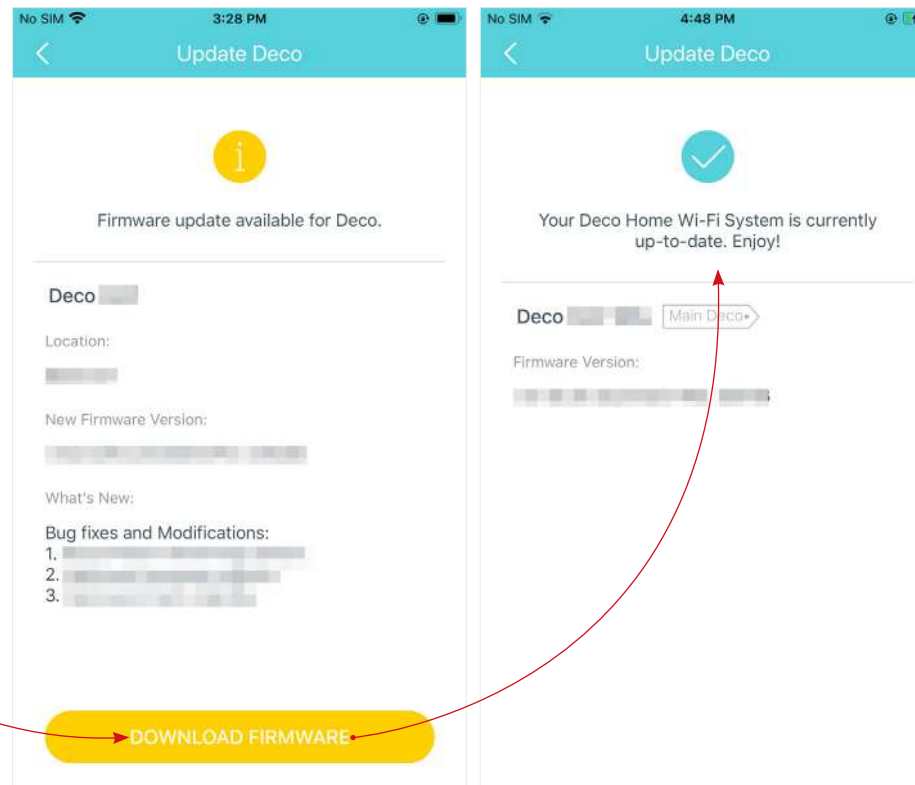 No SIM 3:28 PM
Update Deco
i
Firmware update available for Deco.
Deco
Location:
New Firmware Version:
What's New:
Bug fixes and Modifications:
1.
2.
3.
DOWNLOAD FIRMWARE
No SIM 4:48 PM
Update Deco
Your Deco Home Wi-Fi System is currently
up-to-date. Enjoy!
Deco Main Deco
Firmware Version: